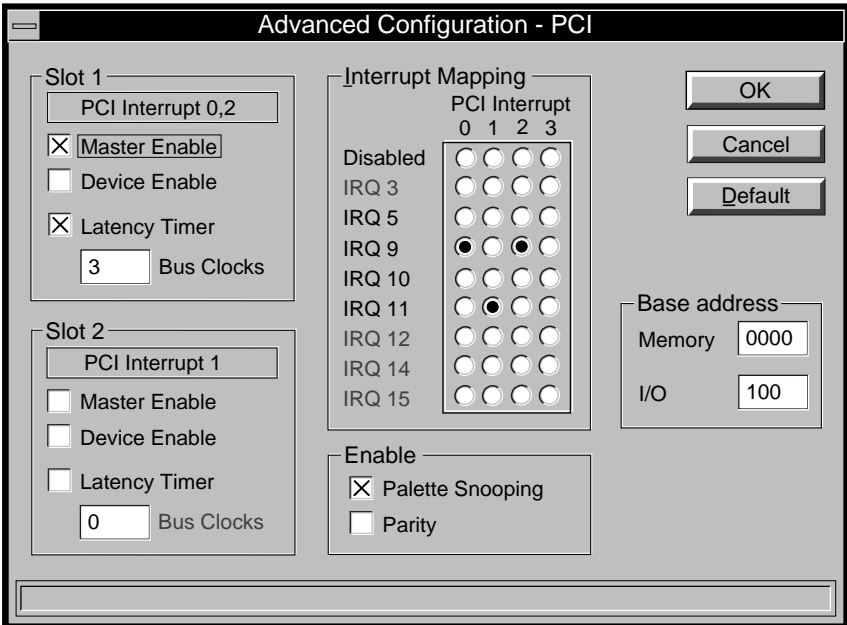 Advanced Configuration - PCI
Slot 1
PCI Interrupt 0,2
Master Enable
Device Enable
Latency Timer
3 Bus Clocks
Slot 2
PCI Interrupt 1
Master Enable
Device Enable
Latency Timer
0 Bus Clocks
Interrupt Mapping
PCI Interrupt
0 1 2 3
Disabled
IRQ 3
IRQ 5
IRQ 9
IRQ 10
IRQ 11
IRQ 12
IRQ 14
IRQ 15
Enable
Palette Snooping
Parity
OK
Cancel
Default
Base address
Memory 0000
I/O 100